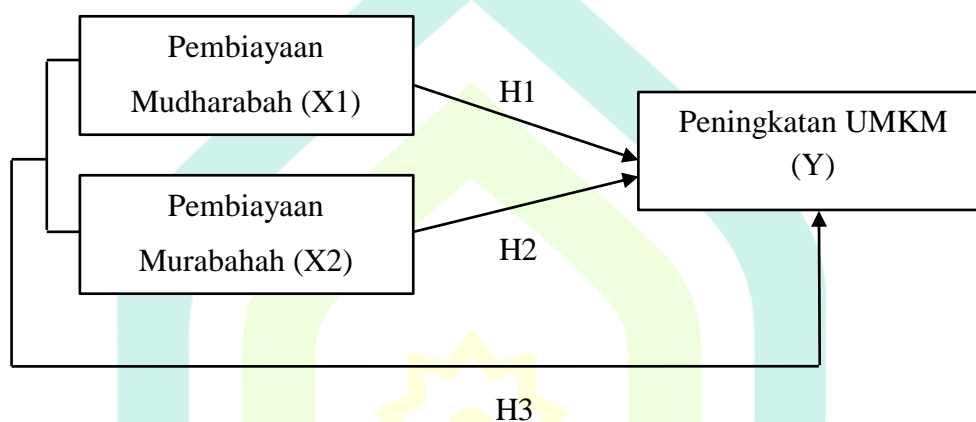 Pembiayaan
Mudharabah (X1)
H1
Peningkatan UMKM
(Y)
Pembiayaan
Murabahah (X2)
H2
H3